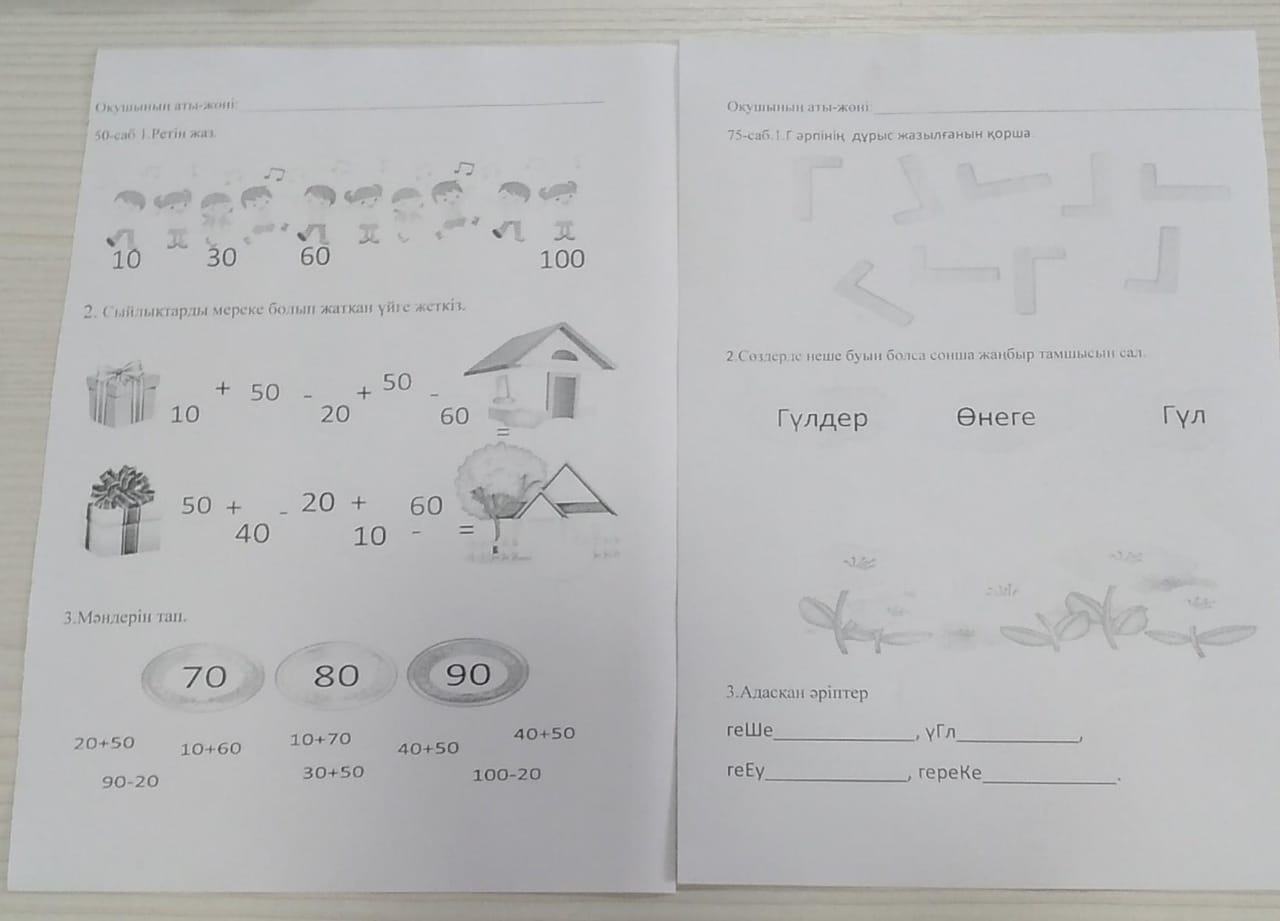 Оқушының аты-жөні:
50-саб 1.Ретін жаз.
10 30 60 100
2. Сыйлықтарды мереке болып жатқан үйге жеткіз.
10 + 50 - 20 + 50 - 60 =
50 + 40 - 20 + 10 - 60 =
3.Мәндерін тап.
70 80 90
20+50 10+60 10+70 40+50 40+50
90-20 30+50 100-20
Оқушының аты-жөні:
75-саб.1.Г әрпінің дұрыс жазылғанын қорша.
2.Сөздерде неше буын болса сонша жаңбыр тамшысын сал.
Гүлдер Өнеге Гүл
3.Адасқан әріптер
геШе______________, үГл____________,
геЕу______________, гереКе_____________.